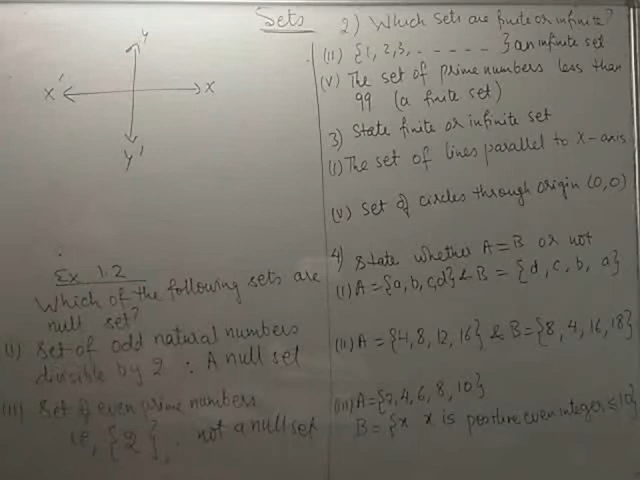 Sets
y
x' x
y'
Ex 1.2
Which of the following sets are
null set?
(i) Set of odd natural numbers
divisible by 2 ∴ A null set
(iii) Set of even prime numbers
ie, {2}. not a null set
2) Which sets are finite or infinite?
(ii) {1, 2, 3, ......} an infinite set
(v) The set of prime numbers less than
99 (a finite set)
3) State finite or infinite set
(i) The set of lines parallel to x-axis
(v) Set of circles through origin (0,0)
4) State whether A = B or not
(i) A = {a, b, c, d} & B = {d, c, b, a}
(ii) A = {4, 8, 12, 16} & B = {8, 4, 16, 18}
(iii) A = {2, 4, 6, 8, 10}
B = {x x is positive even integer ≤ 10}